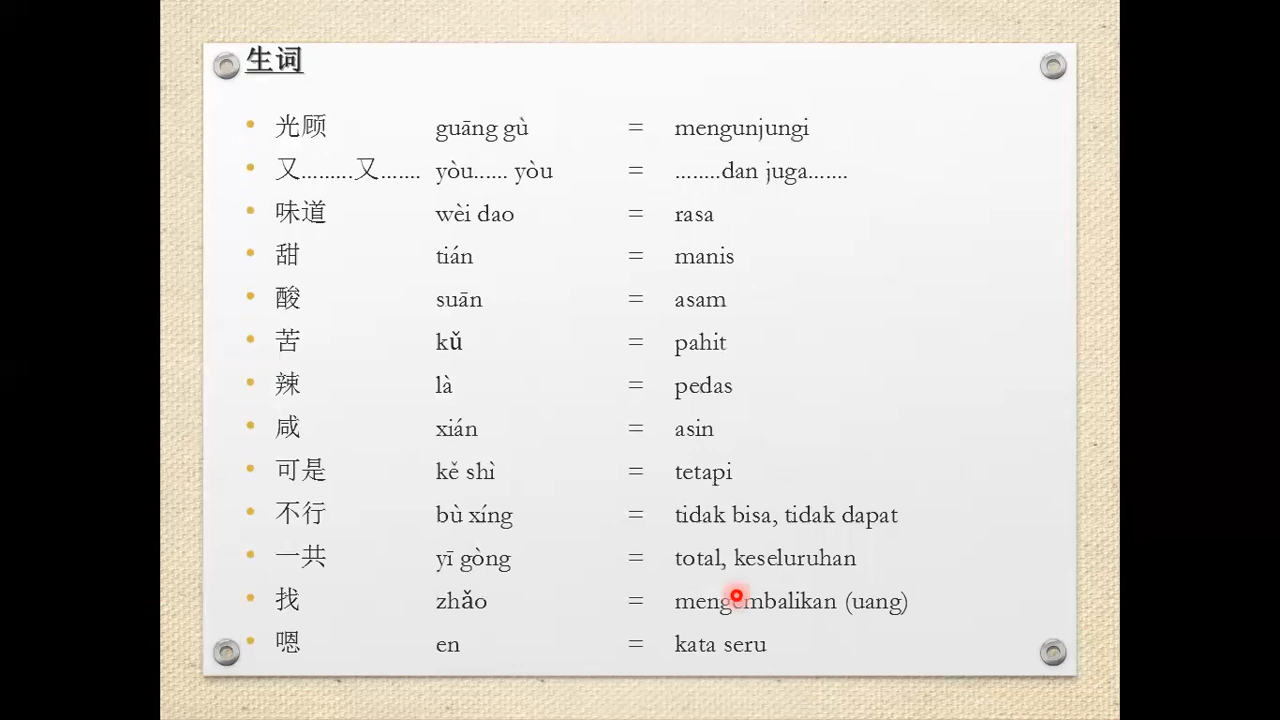 生词
• 光顾 guāng gù = mengunjungi
• 又.........又....... yòu...... yòu = ........dan juga.......
• 味道 wèi dao = rasa
• 甜 tián = manis
• 酸 suān = asam
• 苦 kǔ = pahit
• 辣 là = pedas
• 咸 xián = asin
• 可是 kě shì = tetapi
• 不行 bù xíng = tidak bisa, tidak dapat
• 一共 yī gòng = total, keseluruhan
• 找 zhǎo = mengembalikan (uang)
• 嗯 en = kata seru